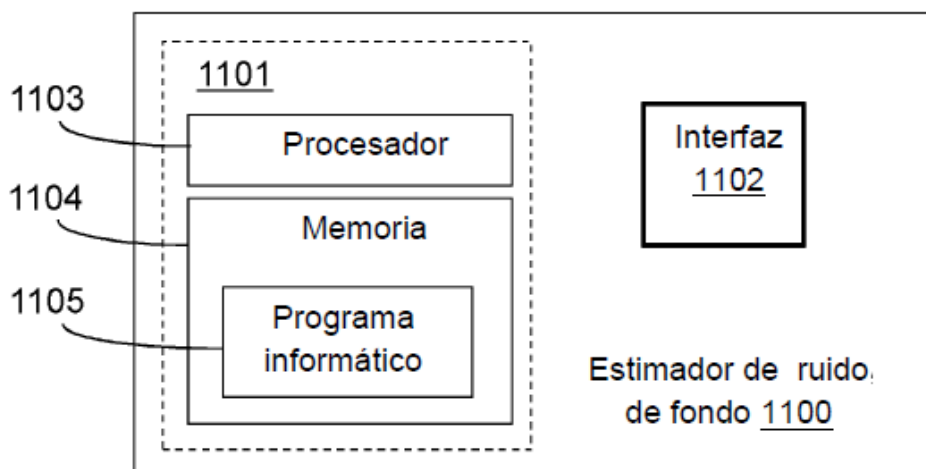 1101
1103
Procesador
Interfaz
1102
1104
Memoria
1105
Programa
informático
Estimador de ruido,
de fondo 1100